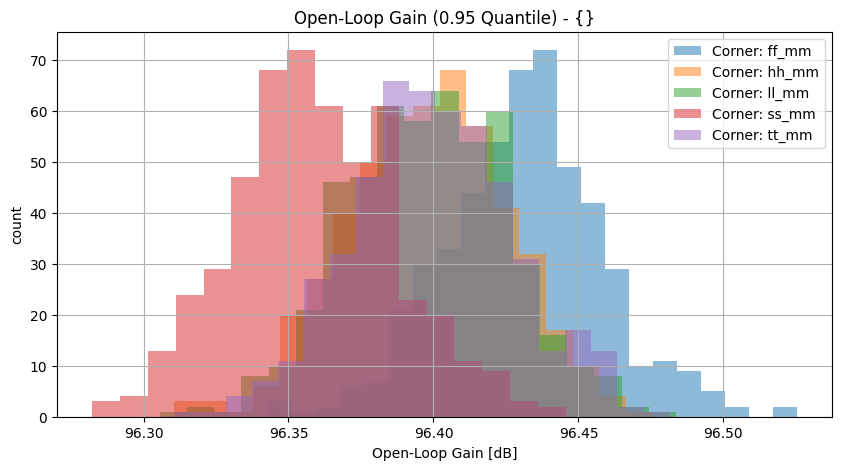 Open-Loop Gain (0.95 Quantile) - {}
Corner: ff_mm
Corner: hh_mm
Corner: ll_mm
Corner: ss_mm
Corner: tt_mm
70
60
50
40
30
20
10
0
count
96.30 96.35 96.40 96.45 96.50
Open-Loop Gain [dB]